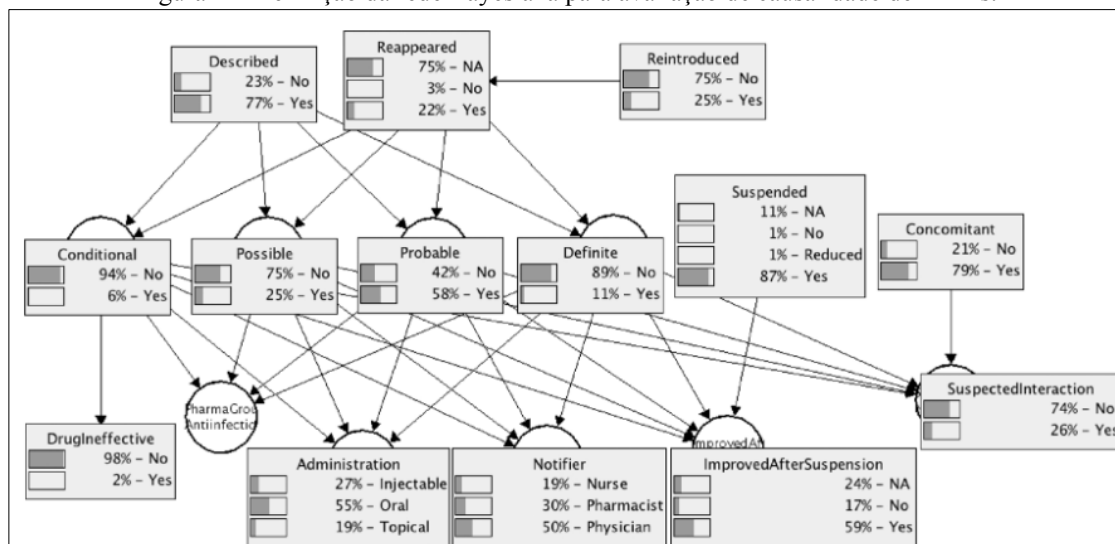 Described
23% – No
77% – Yes
Reappeared
75% – NA
3% – No
22% – Yes
Reintroduced
75% – No
25% – Yes
Suspended
11% – NA
1% – No
1% – Reduced
87% – Yes
Concomitant
21% – No
79% – Yes
Conditional
94% – No
6% – Yes
Possible
75% – No
25% – Yes
Probable
42% – No
58% – Yes
Definite
89% – No
11% – Yes
SuspectedInteraction
74% – No
26% – Yes
PharmaGrou
Antiinfectio
DrugIneffective
98% – No
2% – Yes
mprovedAft
Administration
27% – Injectable
55% – Oral
19% – Topical
Notifier
19% – Nurse
30% – Pharmacist
50% – Physician
ImprovedAfterSuspension
24% – NA
17% – No
59% – Yes